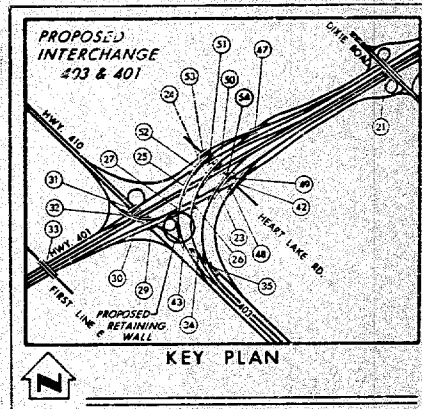 PROPOSED
INTERCHANGE
403 & 401
DIXIE ROAD
51
47
53
50
24
54
52
21
HWY. 410
27
25
31
49
32
42
HWY. 401
33
HEART LAKE RD.
23
26
48
30
29
43
34
35
403
FIRST LINE E
PROPOSED
RETAINING
WALL
KEY PLAN
N